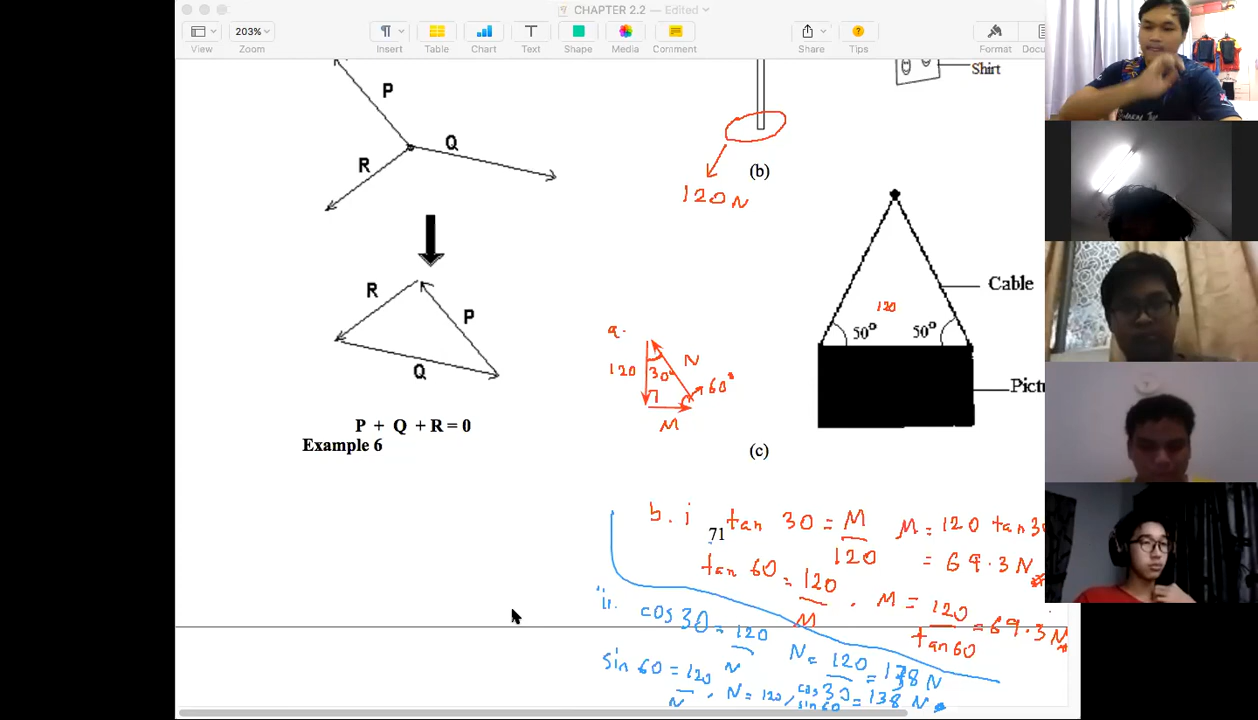 CHAPTER 2.2 — Edited
203%
View Zoom Insert Table Chart Text Shape Media Comment Share Tips Format Docu
P
Q
R
R
P
Q
P + Q + R = 0
Example 6
120 N
(b)
Shirt
Cable
120
50° 50°
Pictu
a.
120
30°
N
60°
M
(c)
71
b. i tan 30 = M/120 M = 120 tan 30
= 69.3 N
tan 60 = 120/M . M = 120/tan 60 = 69.3 N
ii. cos 30 = 120/N N = 120/cos 30 = 138 N
sin 60 = 120/N . N = 120/sin 60 = 138 N